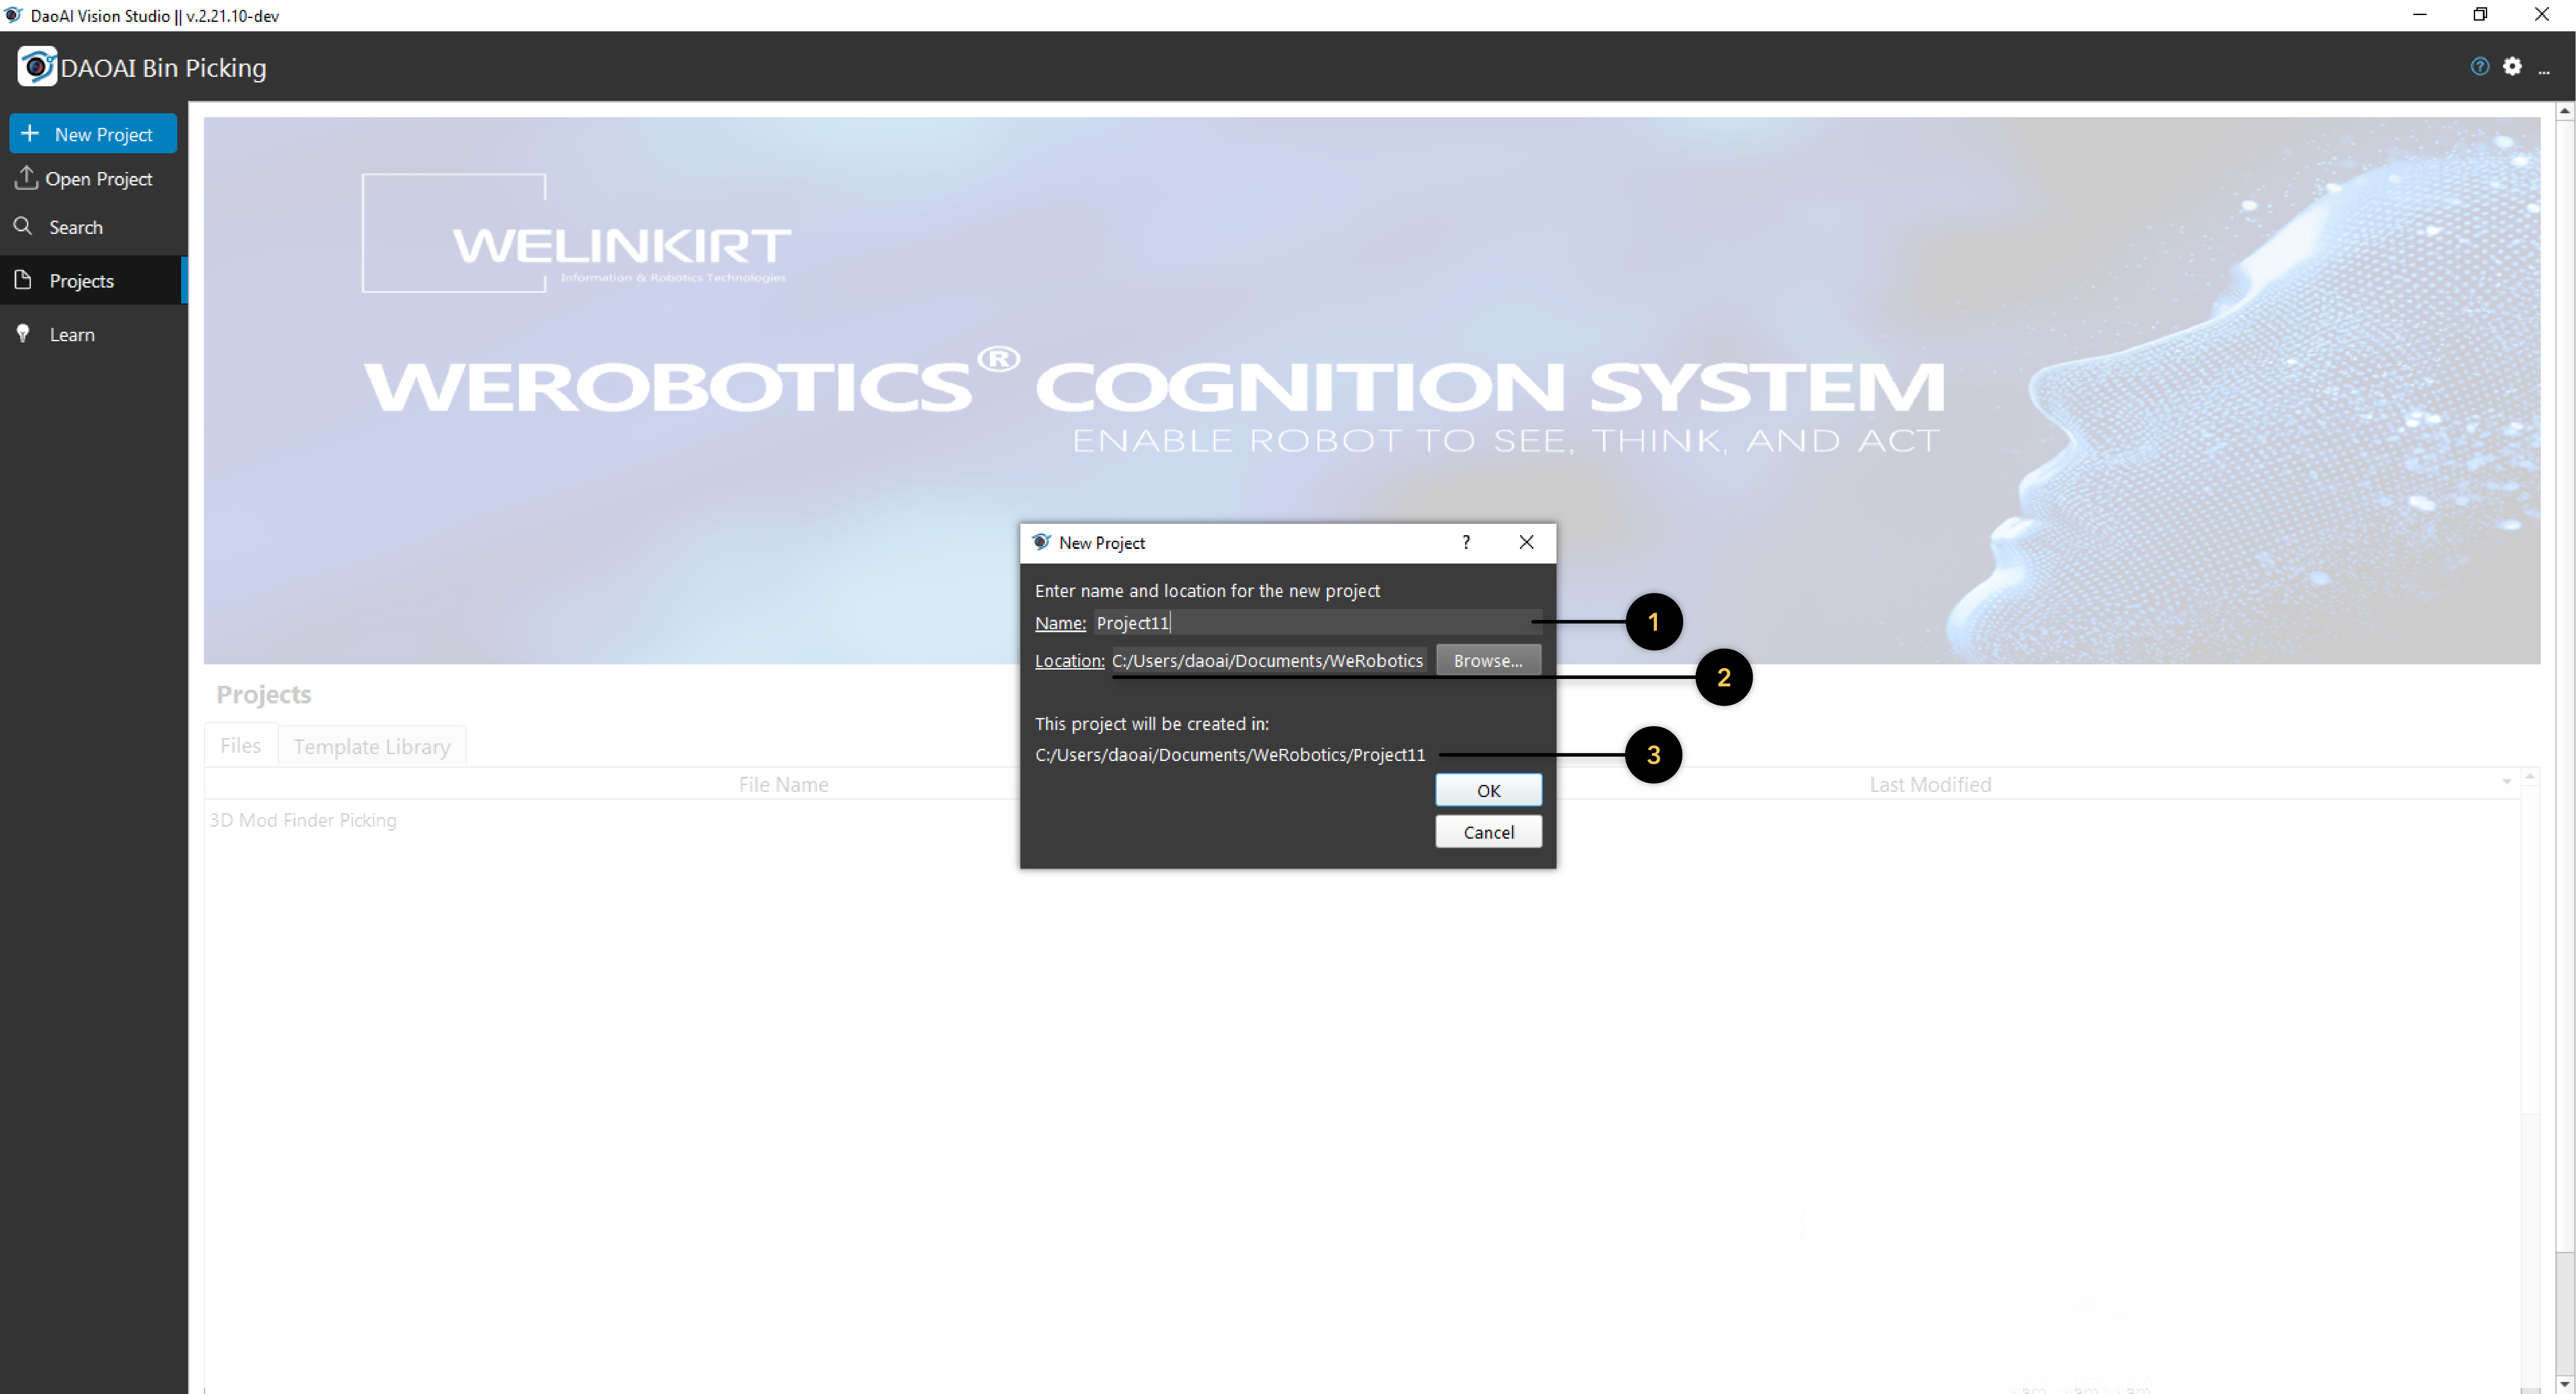 DaoAI Vision Studio || v.2.21.10-dev
DAOAI Bin Picking
New Project
Open Project
Search
Projects
Learn
WELINKIRT
Information & Robotics Technologies
WEROBOTICS® COGNITION SYSTEM
ENABLE ROBOT TO SEE, THINK, AND ACT
New Project
Enter name and location for the new project
Name: Project11
1
Location: C:/Users/daoai/Documents/WeRobotics Browse...
2
This project will be created in:
C:/Users/daoai/Documents/WeRobotics/Project11
3
OK
Cancel
Projects
Files Template Library
File Name Last Modified
3D Mod Finder Picking